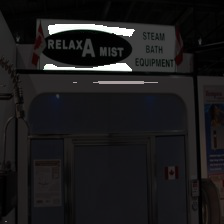 RELAX A MIST
STEAM
BATH
EQUIPMENT